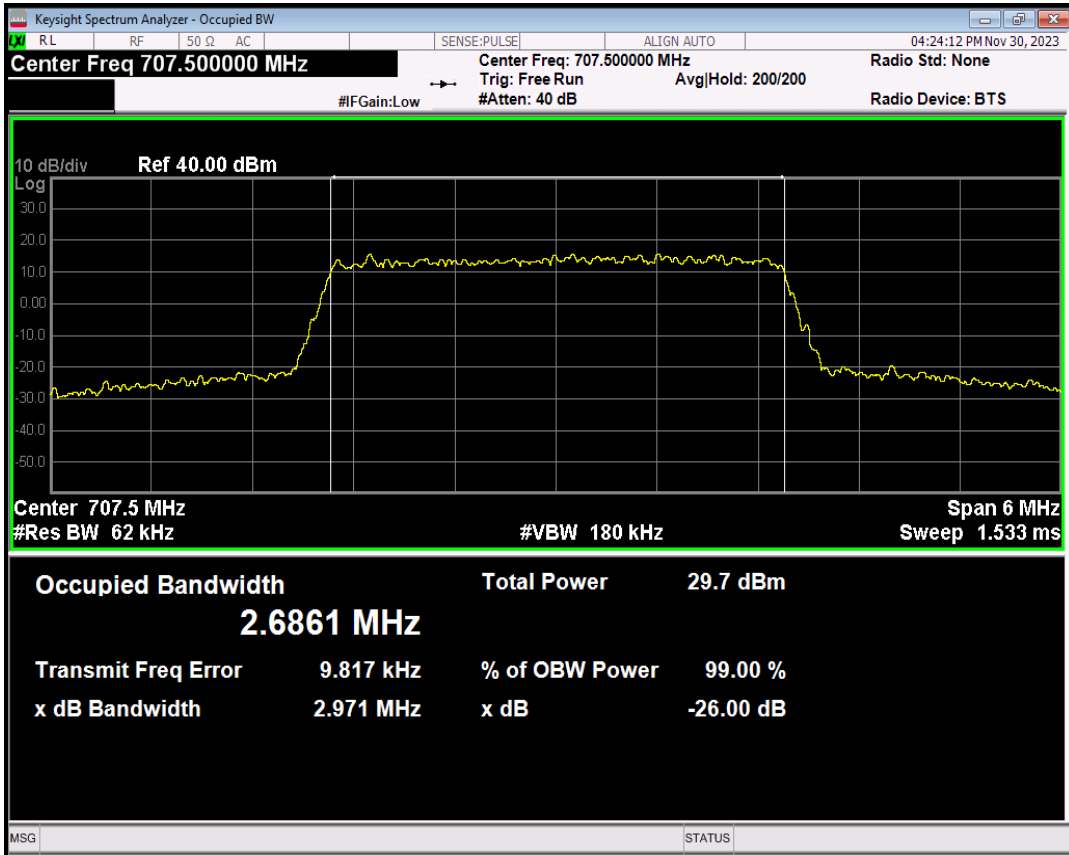 Keysight Spectrum Analyzer - Occupied BW
LXI RL RF 50 Ω AC SENSE:PULSE ALIGN AUTO 04:24:12 PM Nov 30, 2023
Center Freq 707.500000 MHz Center Freq: 707.500000 MHz Radio Std: None
Trig: Free Run Avg|Hold: 200/200
#IFGain:Low #Atten: 40 dB Radio Device: BTS
10 dB/div Ref 40.00 dBm
Log
30.0
20.0
10.0
0.00
-10.0
-20.0
-30.0
-40.0
-50.0
Center 707.5 MHz Span 6 MHz
#Res BW 62 kHz #VBW 180 kHz Sweep 1.533 ms
Occupied Bandwidth Total Power 29.7 dBm
2.6861 MHz
Transmit Freq Error 9.817 kHz % of OBW Power 99.00 %
x dB Bandwidth 2.971 MHz x dB -26.00 dB
MSG STATUS